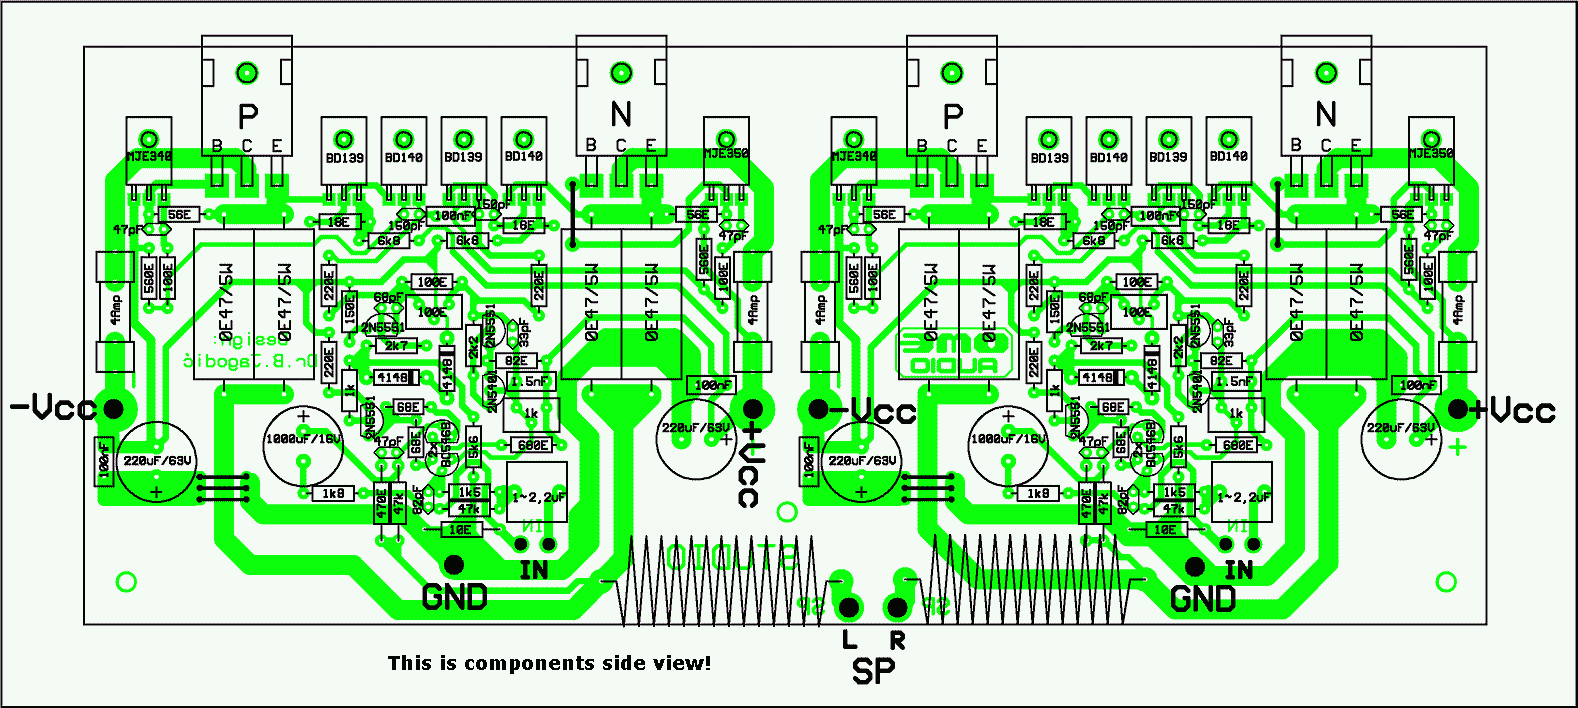 P
B C E
N
B C E
P
B C E
N
B C E
MJE340
BD139
BD140
BD139
BD140
MJE350
MJE340
BD139
BD140
BD139
BD140
MJE350
56E
47pF
18E
150pF
100nF
150pF
18E
56E
47pF
6k8
6k8
560E
100E
4Amp
0E47/5W
0E47/5W
220E
150E
100E
68pF
100E
2N5551
2N5551
33pF
220E
0E47/5W
0E47/5W
560E
100E
4Amp
Design:
Dr.B.Jagodić
220E
2k7
4148
2k2
82E
4148
1k
2N5401
1.5nF
100nF
-Vcc
2N5551
68E
1k
+Vcc
1000uF/16V
220uF/63V
220uF/63V
100nF
47pF
68E
2x
BC546B
5k6
680E
1k8
470E
47k
82pF
1k5
47k
1~2,2uF
10E
IN
IN
GND
56E
47pF
18E
150pF
100nF
150pF
18E
56E
47pF
6k8
6k8
560E
100E
4Amp
0E47/5W
0E47/5W
220E
150E
100E
68pF
100E
2N5551
2N5551
33pF
220E
0E47/5W
0E47/5W
560E
100E
4Amp
AUDIO
220E
2k7
4148
2k2
82E
4148
1k
2N5401
1.5nF
100nF
-Vcc
2N5551
68E
1k
+Vcc
1000uF/16V
220uF/63V
220uF/63V
100nF
47pF
68E
2x
BC546B
5k6
680E
1k8
470E
47k
82pF
1k5
47k
1~2,2uF
10E
IN
IN
GND
STUDIO
SP
SP
L R
SP
This is components side view!